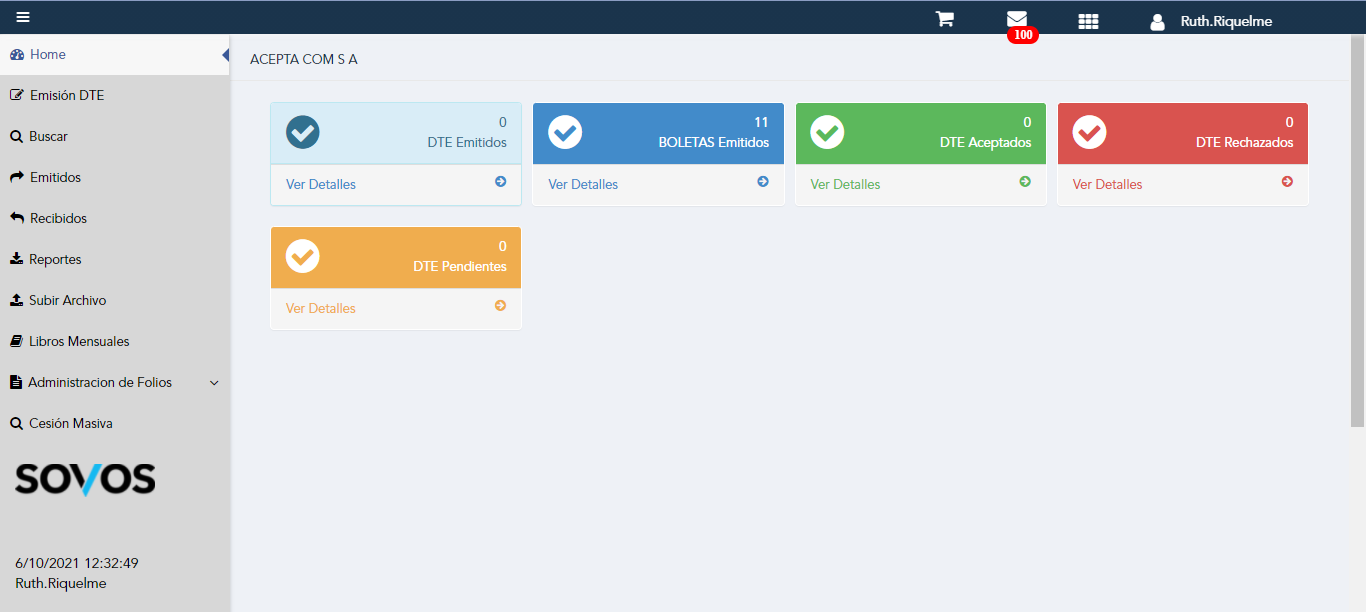 100
Ruth.Riquelme
Home
Emisión DTE
Buscar
Emitidos
Recibidos
Reportes
Subir Archivo
Libros Mensuales
Administracion de Folios
Cesión Masiva
SOVOS
6/10/2021 12:32:49
Ruth.Riquelme
ACEPTA COM S A
0
DTE Emitidos
Ver Detalles
11
BOLETAS Emitidos
Ver Detalles
0
DTE Aceptados
Ver Detalles
0
DTE Rechazados
Ver Detalles
0
DTE Pendientes
Ver Detalles